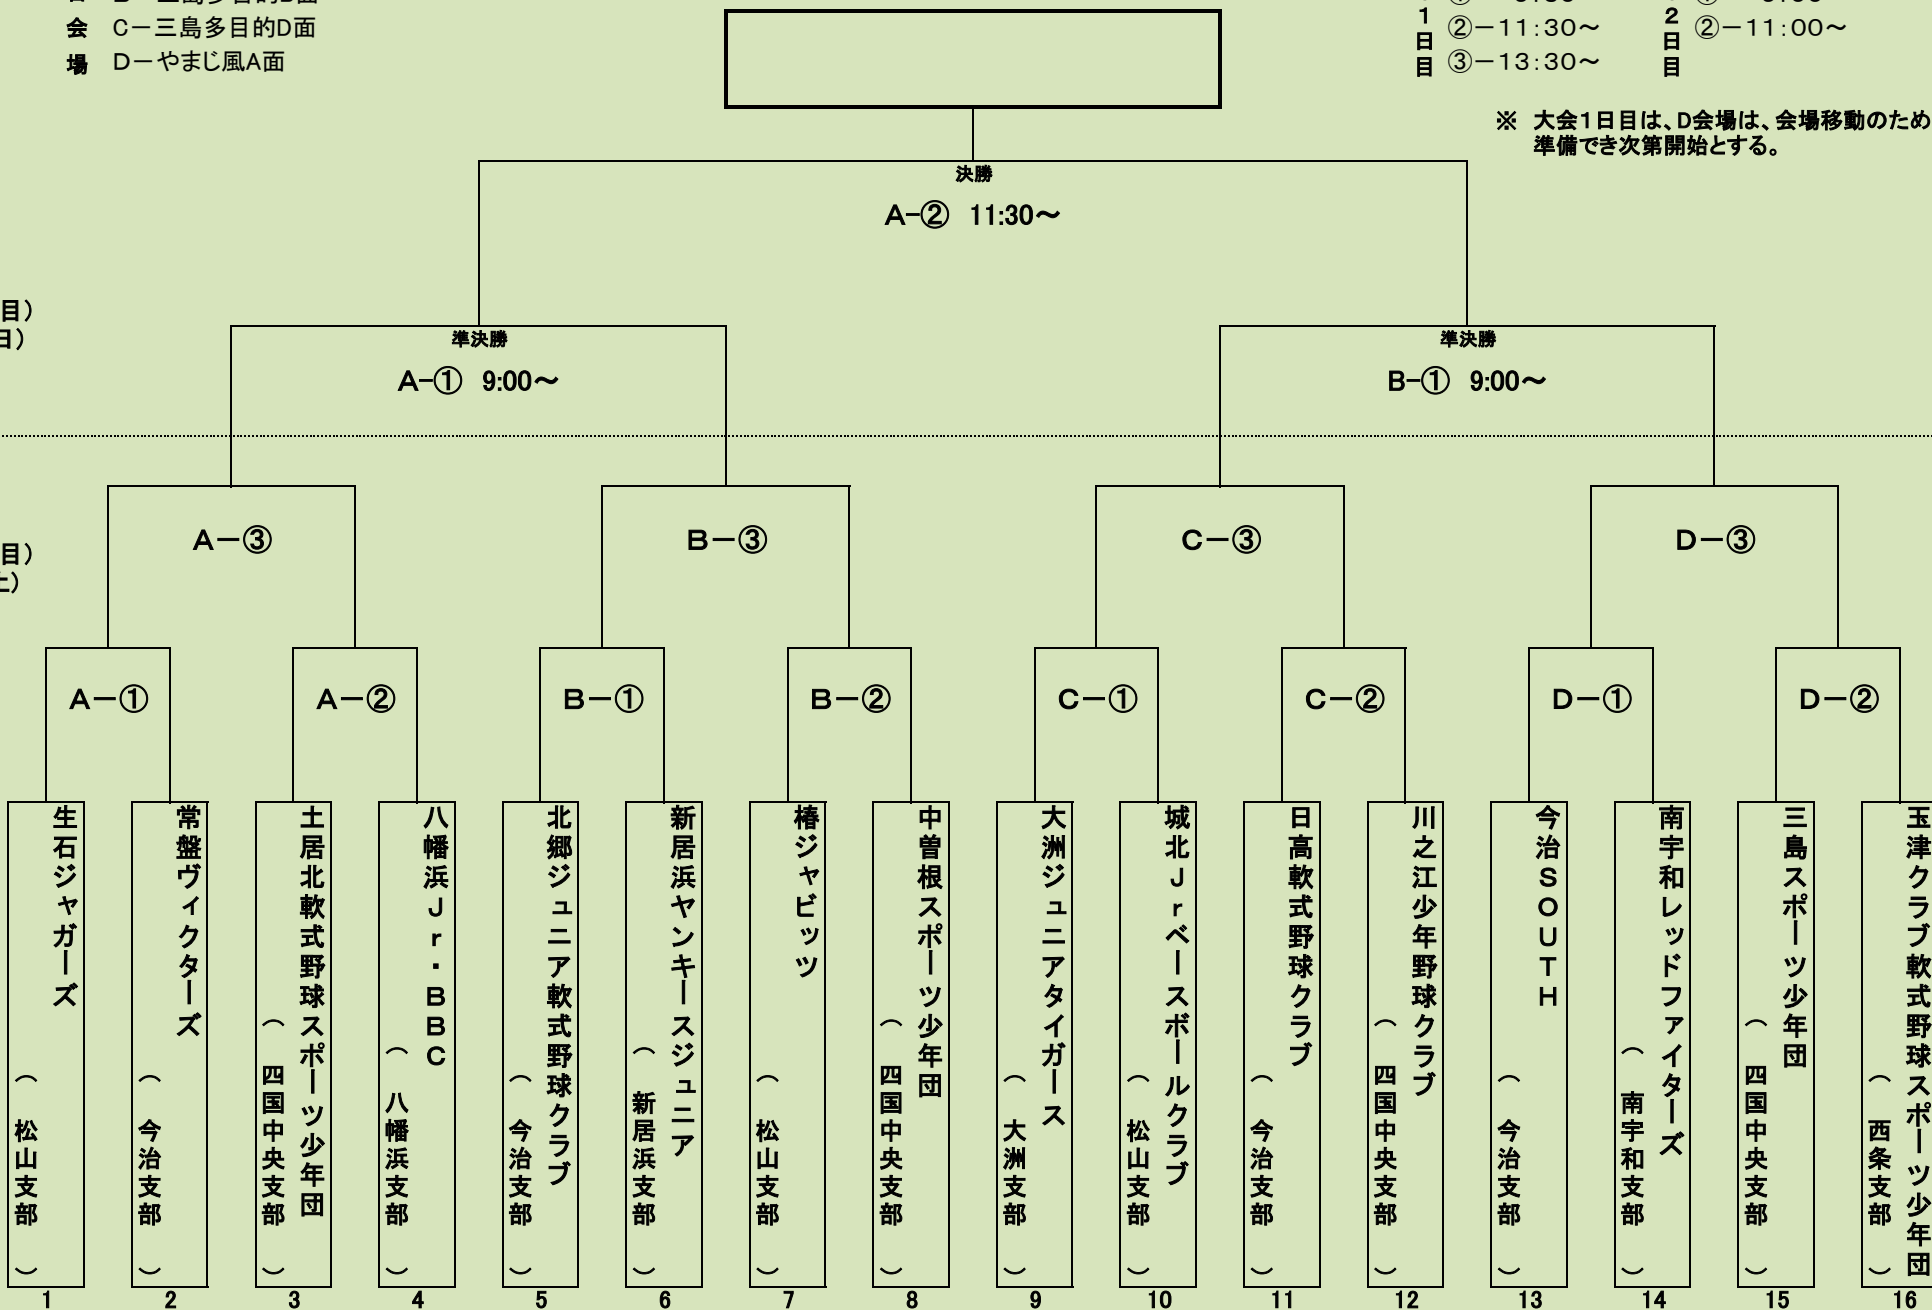 会 C－三島多目的D面
場 D－やまじ風A面
1日目
②－11:30～
③－13:30～
2日目
②－11:00～
※ 大会1日目は、D会場は、会場移動のため
準備でき次第開始とする。
決勝
A-② 11:30～
目）
日）
準決勝
A-① 9:00～
準決勝
B-① 9:00～
A－③
B－③
C－③
D－③
目）
土）
A－①
A－②
B－①
B－②
C－①
C－②
D－①
D－②
生石ジャガーズ
（ 松山支部 ）
1
常盤ヴィクターズ
（ 今治支部 ）
2
土居北軟式野球スポーツ少年団
（ 四国中央支部 ）
3
八幡浜Jr・BBC
（ 八幡浜支部 ）
4
北郷ジュニア軟式野球クラブ
（ 今治支部 ）
5
新居浜ヤンキースジュニア
（ 新居浜支部 ）
6
椿ジャビッツ
（ 松山支部 ）
7
中曽根スポーツ少年団
（ 四国中央支部 ）
8
大洲ジュニアタイガース
（ 大洲支部 ）
9
城北Jrベースボールクラブ
（ 松山支部 ）
10
日高軟式野球クラブ
（ 今治支部 ）
11
川之江少年野球クラブ
（ 四国中央支部 ）
12
今治SOUTH
（ 今治支部 ）
13
南宇和レッドファイターズ
（ 南宇和支部 ）
14
三島スポーツ少年団
（ 四国中央支部 ）
15
玉津クラブ軟式野球スポーツ少年団
（ 西条支部 ）
16